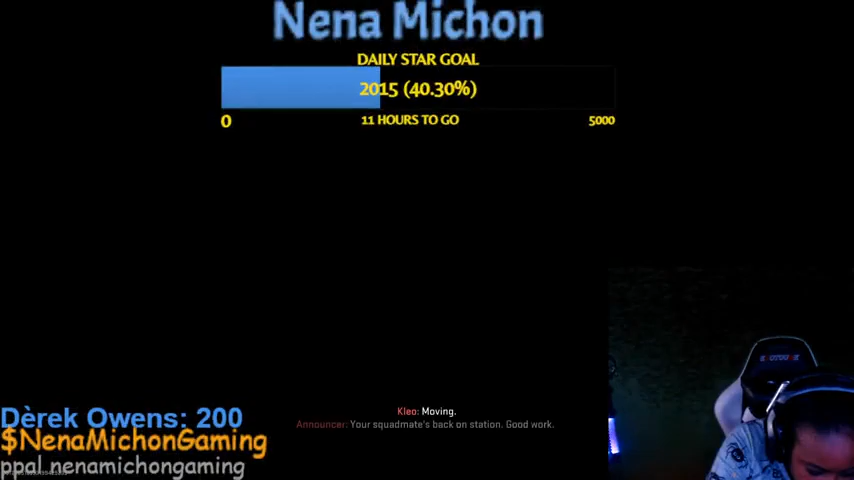 Nena Michon
DAILY STAR GOAL
2015 (40.30%)
0 11 HOURS TO GO 5000
Kleo: Moving.
Announcer: Your squadmate's back on station. Good work.
Dèrek Owens: 200
$NenaMichonGaming
ppal.nenamichongaming